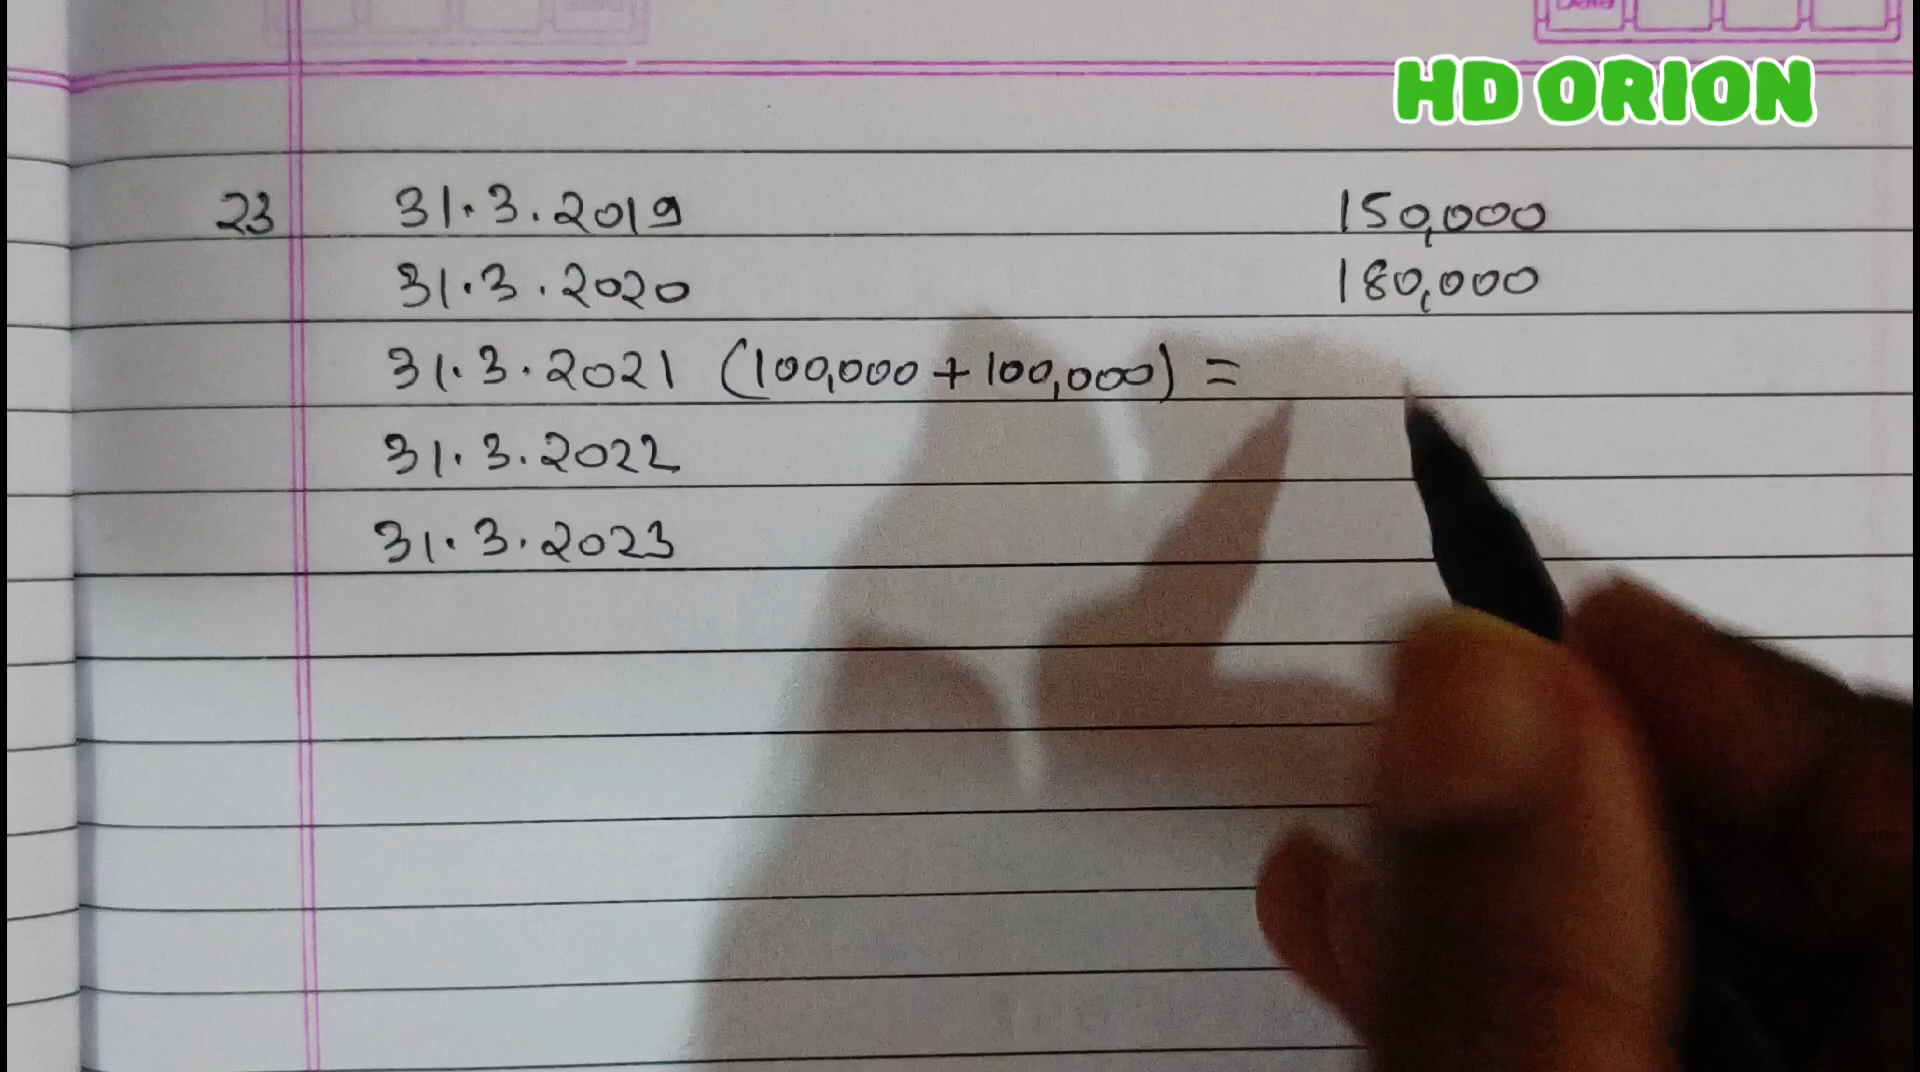 Date
HD ORION
23 31.3.2019 150,000
31.3.2020 180,000
31.3.2021 (100,000 + 100,000) =
31.3.2022
31.3.2023